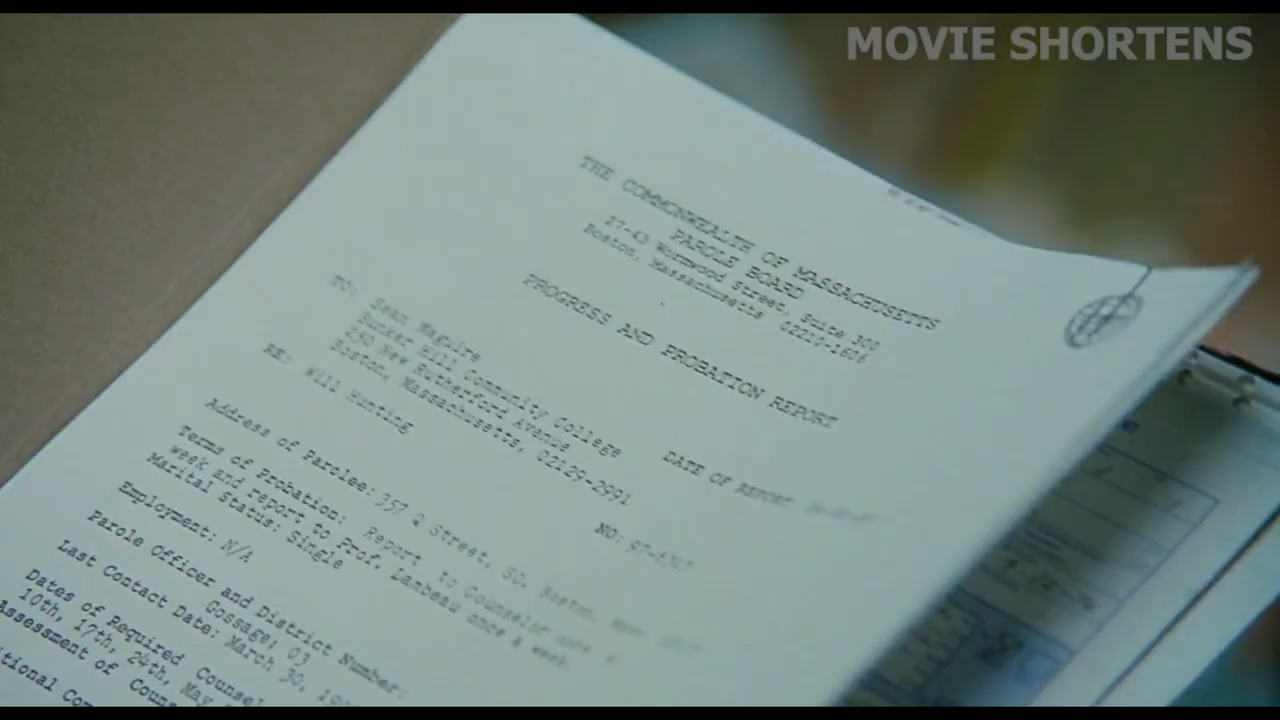 MOVIE SHORTENS
THE COMMONWEALTH OF MASSACHUSETTS
PAROLE BOARD
27-43 Wormwood Street, Suite 300
Boston, Massachusetts 02210-1606
PROGRESS AND PROBATION REPORT
TO: Sean Maguire
Bunker Hill Community College
250 New Rutherford Avenue
Boston, Massachusetts, 02129-2991
DATE OF REPORT
RE: Will Hunting
NO: 97-6317
Address of Parolee: 397 Q Street, SO. Boston,
Terms of Probation: Report to Counselor once a
week and report to Prof. Lambeau once a week.
Marital Status: Single
Employment: N/A
Parole Officer and District Number:
Gossage, 03
Last Contact Date: March 30,
Dates of Required Counsel
10th, 17th, 24th, May
Assessment of Couns